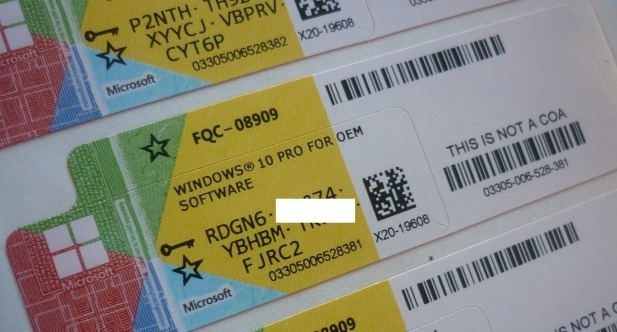 P2NTH·
XYYCJ·VBPRV·
CYT6P
03305006528382
X20-19608
Microsoft
FQC-08909
WINDOWS® 10 PRO FOR OEM
SOFTWARE
RDGN6·
YBHBM·
FJRC2
03305006528381
X20-19608
THIS IS NOT A COA
03305-006-528-381
Microsoft
Microsoft
08909